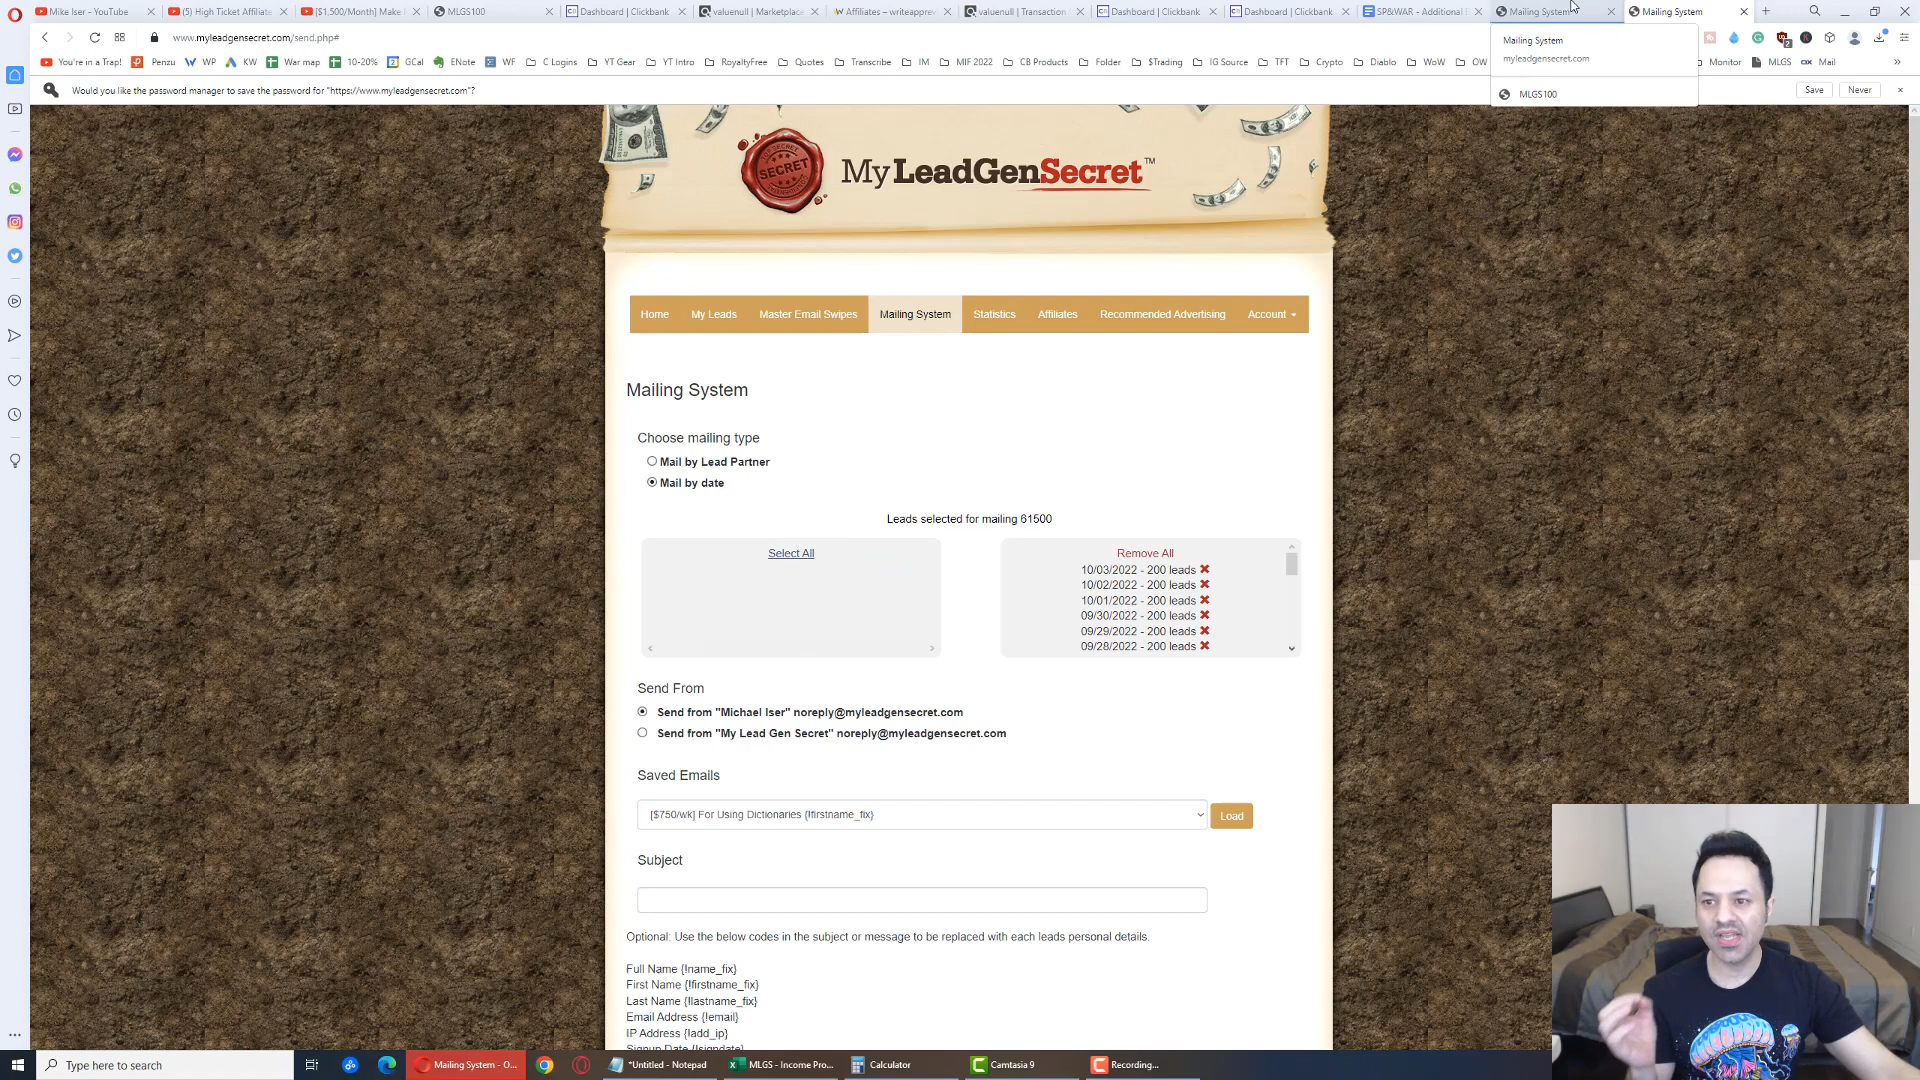 Mike Iser - YouTube
(5) High Ticket Affiliate
[$1,500/Month] Make
MLGS100
Dashboard | Clickbank
valuenull | Marketplace
Affiliates – writeapprev
valuenull | Transaction
Dashboard | Clickbank
Dashboard | Clickbank
SP&WAR - Additional
Mailing System
Mailing System
www.myleadgensecret.com/send.php#
Mailing System
myleadgensecret.com
MLGS100
You're in a Trap!
Penzu
WP
KW
War map
10-20%
GCal
ENote
WF
C Logins
YT Gear
YT Intro
RoyaltyFree
Quotes
Transcribe
IM
MIF 2022
CB Products
Folder
$Trading
IG Source
TFT
Crypto
Diablo
WoW
OW
Monitor
MLGS
Mail
Would you like the password manager to save the password for "https://www.myleadgensecret.com"?
Save
Never
TOP SECRET
SECRET
MyLeadGenSecret™
Home
My Leads
Master Email Swipes
Mailing System
Statistics
Affiliates
Recommended Advertising
Account
Mailing System
Choose mailing type
Mail by Lead Partner
Mail by date
Leads selected for mailing 61500
Select All
Remove All
10/03/2022 - 200 leads
10/02/2022 - 200 leads
10/01/2022 - 200 leads
09/30/2022 - 200 leads
09/29/2022 - 200 leads
09/28/2022 - 200 leads
Send From
Send from "Michael Iser" noreply@myleadgensecret.com
Send from "My Lead Gen Secret" noreply@myleadgensecret.com
Saved Emails
[$750/wk] For Using Dictionaries {!firstname_fix}
Load
Subject
Optional: Use the below codes in the subject or message to be replaced with each leads personal details.
Full Name {!name_fix}
First Name {!firstname_fix}
Last Name {!lastname_fix}
Email Address {!email}
IP Address {!add_ip}
Signup Date {!signdate}
Type here to search
Mailing System - O...
*Untitled - Notepad
MLGS - Income Pro...
Calculator
Camtasia 9
Recording...